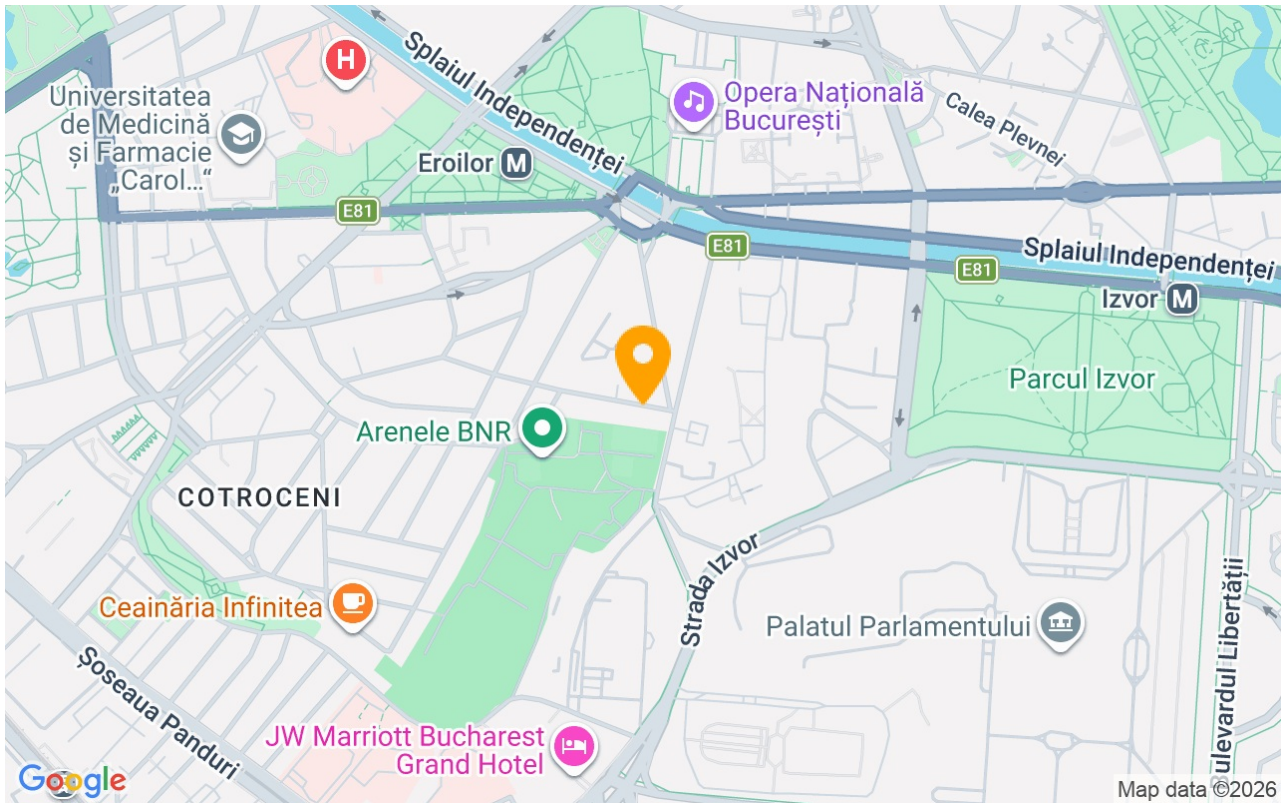 Splaiul Independenței
H
Universitatea
de Medicină
și Farmacie
„Carol...“
Opera Națională
București
Calea Plevnei
Eroilor M
E81
E81
Splaiul Independenței
E81
Izvor M
Parcul Izvor
Arenele BNR
COTROCENI
Ceainăria Infinitea
Strada Izvor
Palatul Parlamentului
Bulevardul Libertății
Șoseaua Panduri
JW Marriott Bucharest
Grand Hotel
Google
Map data ©2026